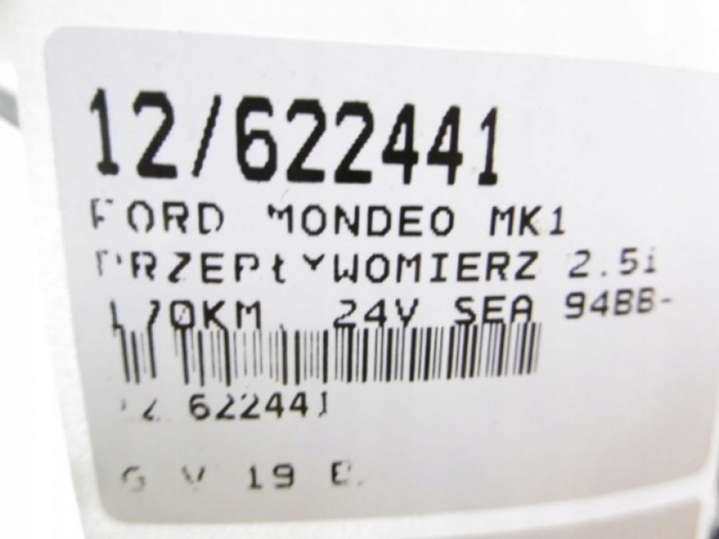 12/622441
FORD MONDEO MK1
PRZEPŁYWOMIERZ 2.5i
170KM, 24V SEA 94BB-
12 622441
G V 19